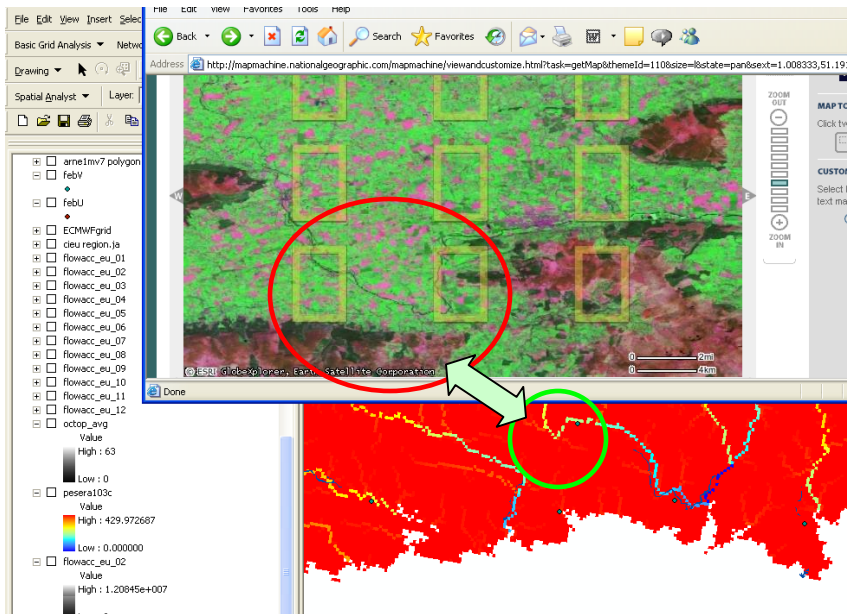 File Edit View Insert Selec
Basic Grid Analysis Netwo
Drawing
Spatial Analyst Layer:
arne1mv7 polygon
febV
febU
ECMWFgrid
cieu region.ja
flowacc_eu_01
flowacc_eu_02
flowacc_eu_03
flowacc_eu_04
flowacc_eu_05
flowacc_eu_06
flowacc_eu_07
flowacc_eu_08
flowacc_eu_09
flowacc_eu_10
flowacc_eu_11
flowacc_eu_12
octop_avg
Value
High : 63
Low : 0
pesera103c
Value
High : 429.972687
Low : 0.000000
flowacc_eu_02
Value
High : 1.20845e+007
File Edit View Favorites Tools Help
Back Search Favorites
Address http://mapmachine.nationalgeographic.com/mapmachine/viewandcustomize.html?task=getMap&themeId=110&size=l&state=pan&sext=1.008333,51.191
W
E
ZOOM
OUT
ZOOM
IN
MAP TO
Click tw
CUSTOM
Select l
text ma
2mi
4km
© ESRI GlobeXplorer, Earth Satellite Corporation
Done